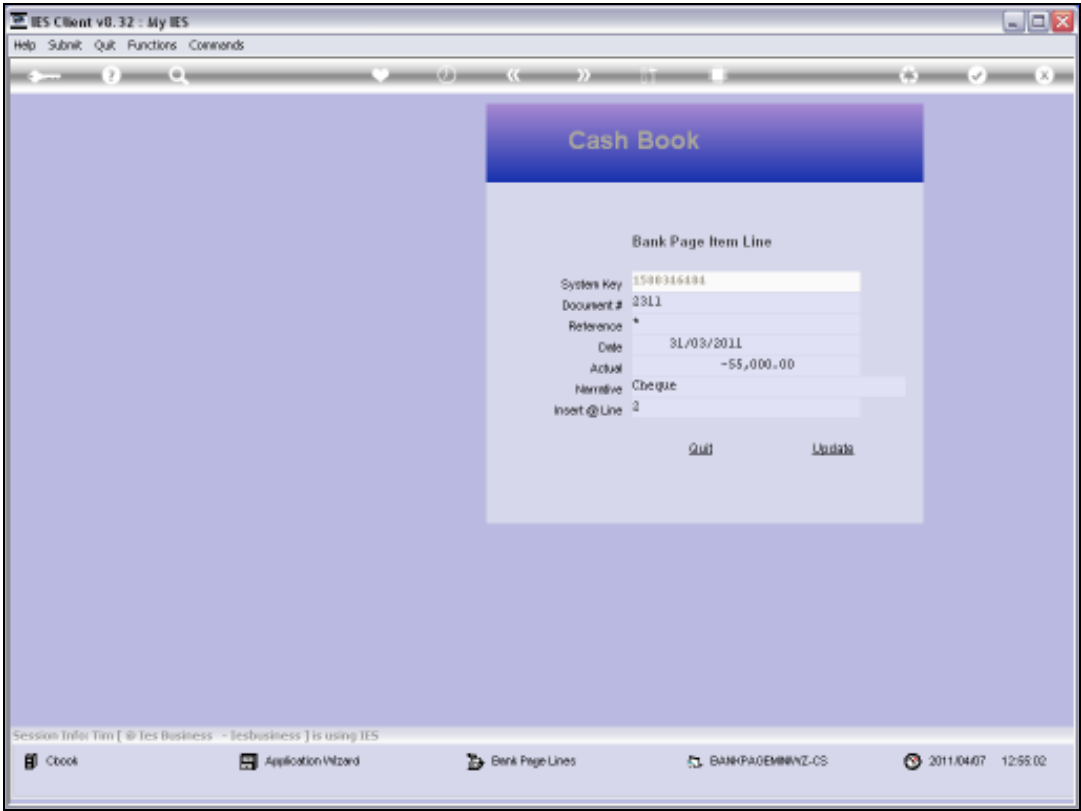 IES Client v8.32 : My IES
Help Submit Quit Functions Commands
Cash Book
Bank Page Item Line
System Key
Document # 2311
Reference *
Date 31/03/2011
Actual -55,000.00
Narrative Cheque
Insert @ Line 2
Quit Update
Session Info: Tim [ @ Ies Business - Iesbusiness ] is using IES
Cbook Application Wizard Bank Page Lines 2011/04/07 12:55:02